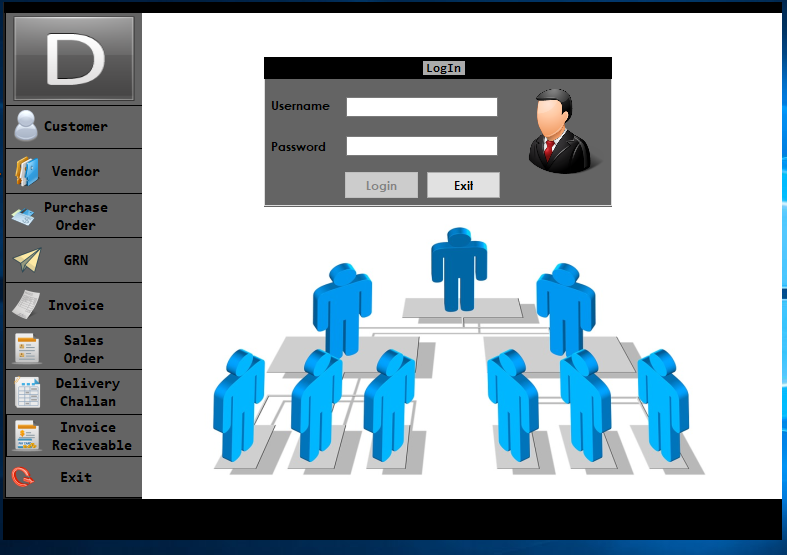 D
Customer
Vendor
Purchase
Order
GRN
Invoice
Sales
Order
Delivery
Challan
Invoice
Reciveable
Exit
LogIn
Username
Password
Login
Exit